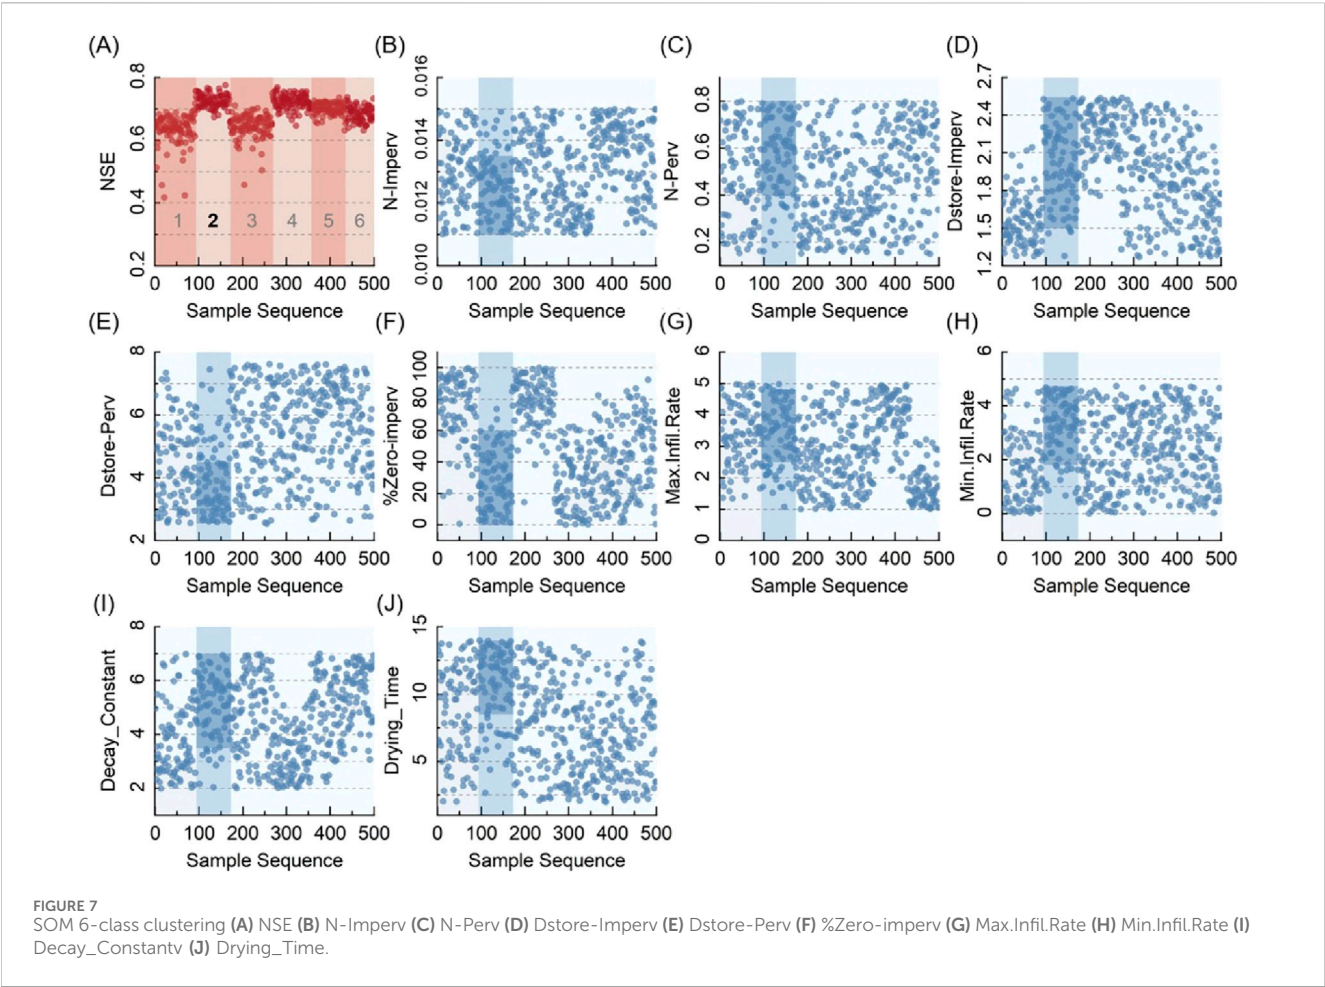 (A)
NSE
0.8
0.6
0.4
0.2
1 2 3 4 5 6
0 100 200 300 400 500
Sample Sequence
(B)
N-Imperv
0.016
0.014
0.012
0.010
0 100 200 300 400 500
Sample Sequence
(C)
N-Perv
0.8
0.6
0.4
0.2
0 100 200 300 400 500
Sample Sequence
(D)
Dstore-Imperv
2.7
2.4
2.1
1.8
1.5
1.2
0 100 200 300 400 500
Sample Sequence
(E)
Dstore-Perv
8
6
4
2
0 100 200 300 400 500
Sample Sequence
(F)
%Zero-imperv
100
80
60
40
20
0
0 100 200 300 400 500
Sample Sequence
(G)
Max.Infil.Rate
6
5
4
3
2
1
0
0 100 200 300 400 500
Sample Sequence
(H)
Min.Infil.Rate
6
4
2
0
0 100 200 300 400 500
Sample Sequence
(I)
Decay_Constant
8
6
4
2
0 100 200 300 400 500
Sample Sequence
(J)
Drying_Time
15
10
5
0 100 200 300 400 500
Sample Sequence
FIGURE 7
SOM 6-class clustering (A) NSE (B) N-Imperv (C) N-Perv (D) Dstore-Imperv (E) Dstore-Perv (F) %Zero-imperv (G) Max.Infil.Rate (H) Min.Infil.Rate (I)
Decay_Constantv (J) Drying_Time.